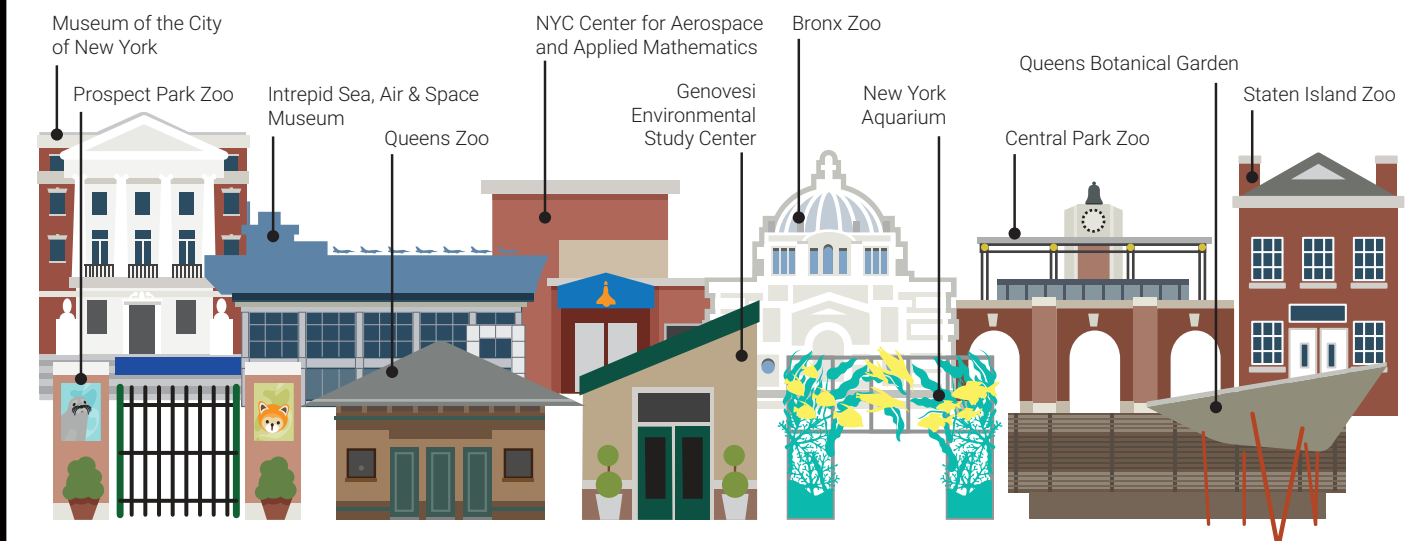 Museum of the City
of New York
Prospect Park Zoo
Intrepid Sea, Air & Space
Museum
Queens Zoo
NYC Center for Aerospace
and Applied Mathematics
Genovesi
Environmental
Study Center
Bronx Zoo
New York
Aquarium
Queens Botanical Garden
Central Park Zoo
Staten Island Zoo